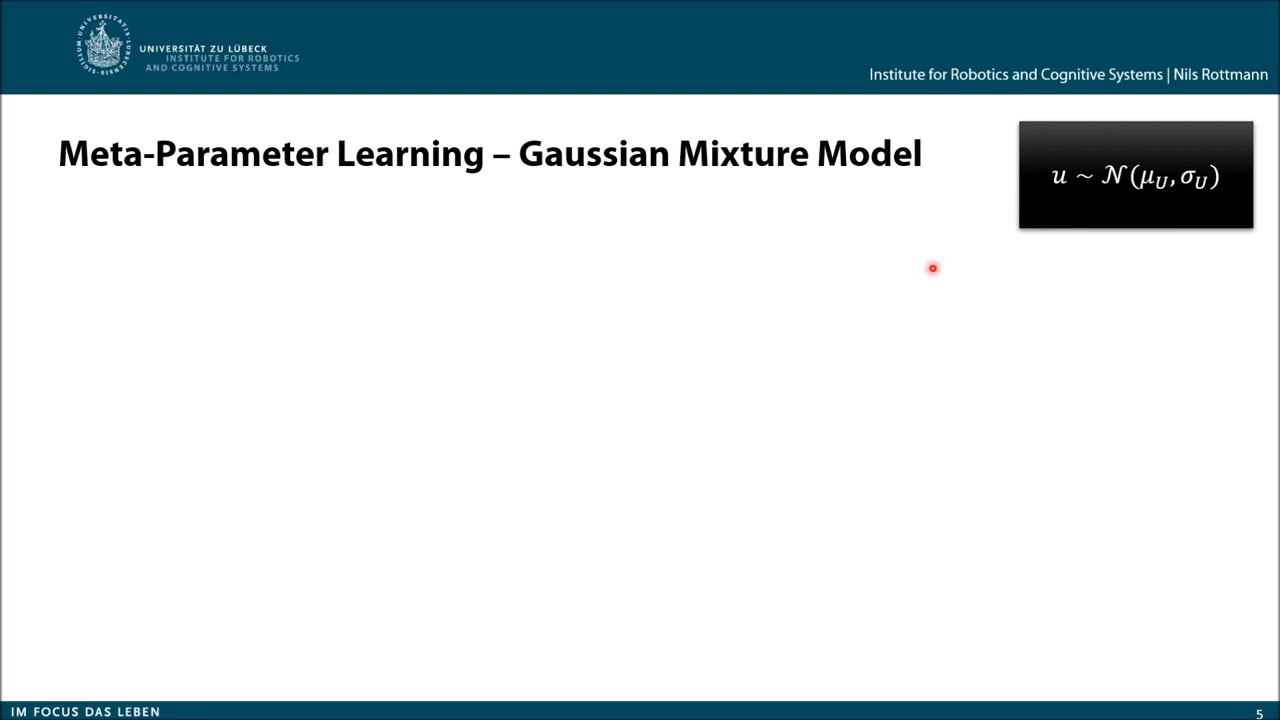 UNIVERSITÄT ZU LÜBECK
INSTITUTE FOR ROBOTICS
AND COGNITIVE SYSTEMS
Institute for Robotics and Cognitive Systems | Nils Rottmann
Meta-Parameter Learning – Gaussian Mixture Model
𝑢 ~ 𝒩(𝜇_𝑈, 𝜎_𝑈)
IM FOCUS DAS LEBEN
5